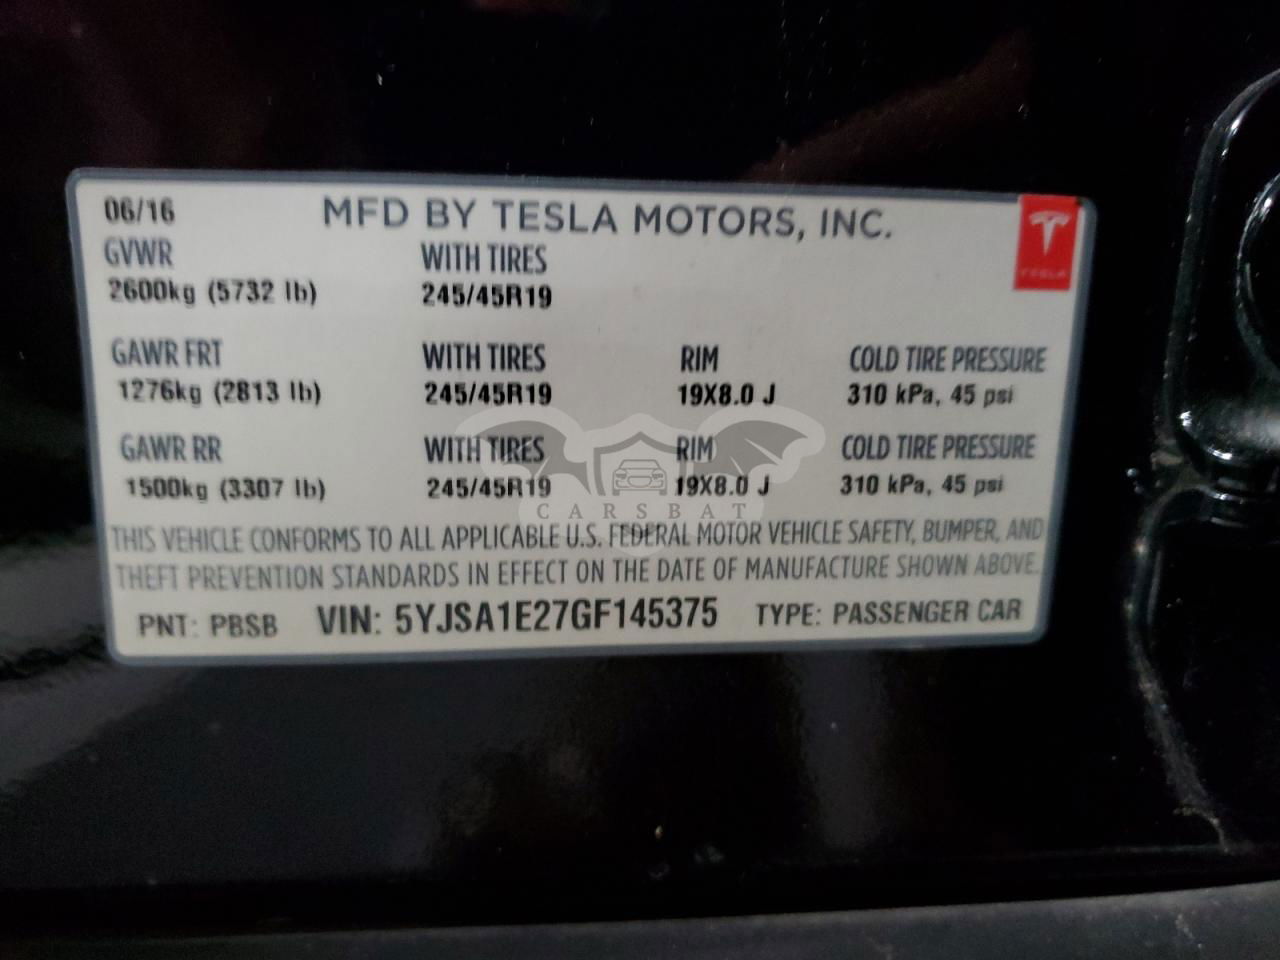 06/16 MFD BY TESLA MOTORS, INC.
TESLA
GVWR WITH TIRES
2600kg (5732 lb) 245/45R19
GAWR FRT WITH TIRES RIM COLD TIRE PRESSURE
1276kg (2813 lb) 245/45R19 19X8.0 J 310 kPa, 45 psi
GAWR RR WITH TIRES RIM COLD TIRE PRESSURE
1500kg (3307 lb) 245/45R19 19X8.0 J 310 kPa, 45 psi
CARSBAT
THIS VEHICLE CONFORMS TO ALL APPLICABLE U.S. FEDERAL MOTOR VEHICLE SAFETY, BUMPER, AND
THEFT PREVENTION STANDARDS IN EFFECT ON THE DATE OF MANUFACTURE SHOWN ABOVE.
PNT: PBSB VIN: 5YJSA1E27GF145375 TYPE: PASSENGER CAR